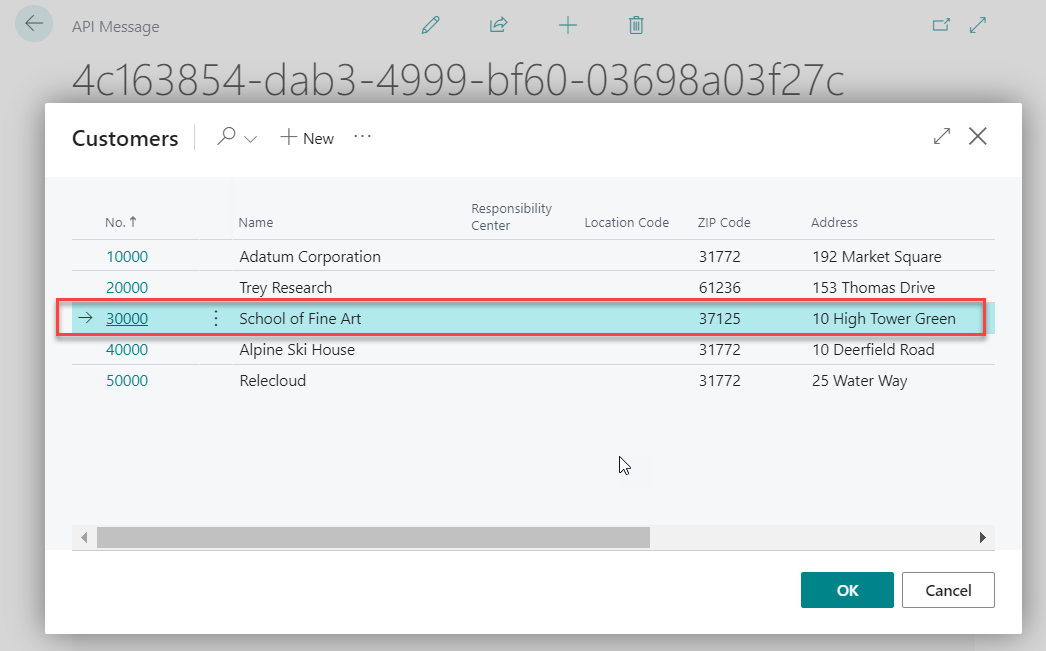 API Message
4c163854-dab3-4999-bf60-03698a03f27c
Customers
New
No. ↑ Name Responsibility Center Location Code ZIP Code Address
10000 Adatum Corporation 31772 192 Market Square
20000 Trey Research 61236 153 Thomas Drive
30000 School of Fine Art 37125 10 High Tower Green
40000 Alpine Ski House 31772 10 Deerfield Road
50000 Relecloud 31772 25 Water Way
OK Cancel